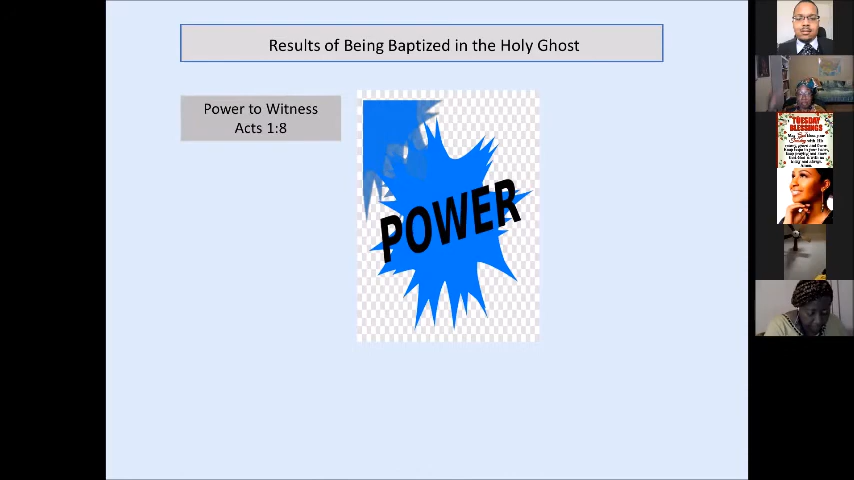 Results of Being Baptized in the Holy Ghost
Power to Witness
Acts 1:8
POWER
TUESDAY
BLESSINGS